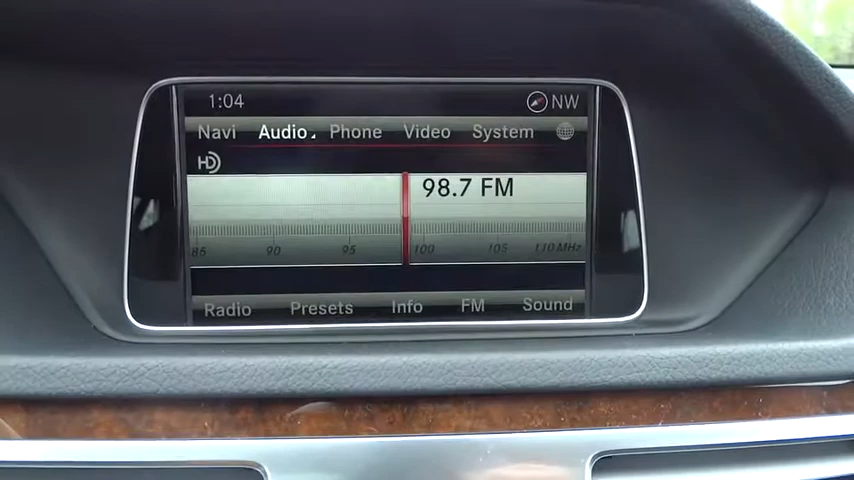 1:04 NW
Navi Audio Phone Video System
HD
98.7 FM
85 90 95 100 105 110 MHz
Radio Presets Info FM Sound